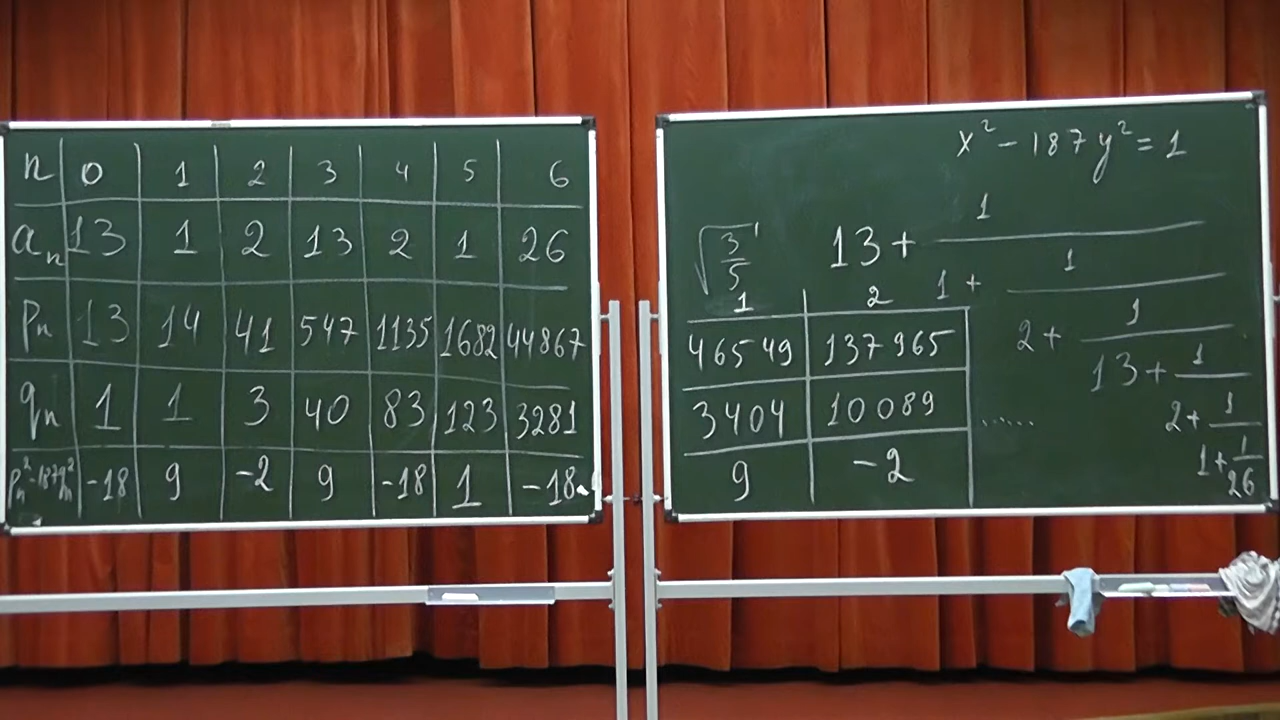 n 0 1 2 3 4 5 6
aₙ 13 1 2 13 2 1 26
pₙ 13 14 41 547 1135 1682 44867
qₙ 1 1 3 40 83 123 3281
pₙ²-187qₙ² -18 9 -2 9 -18 1 -18
x² - 187y² = 1
√(3/5)
13 + 1
1 + 1
2 + 1
13 + 1
2 + 1
1 + 1
26
1 2
46549 137965
3404 10089 .....
9 -2